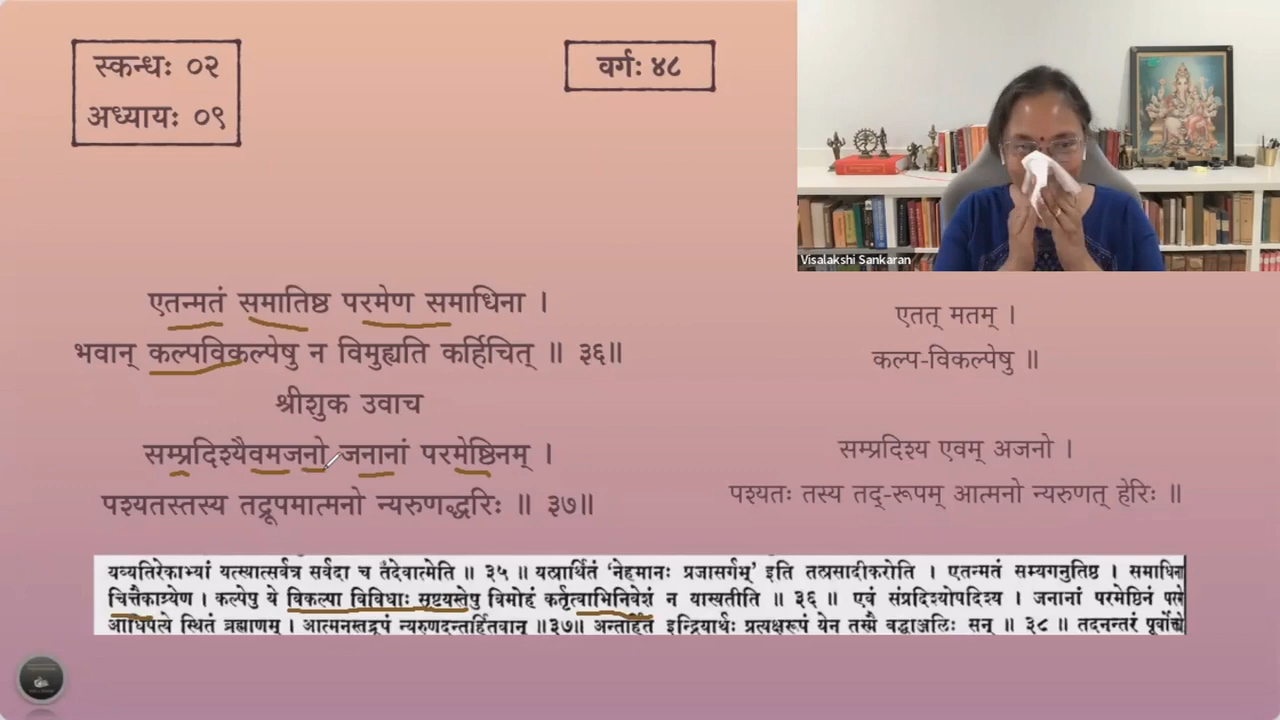 स्कन्धः ०२
अध्यायः ०९
वर्गः ४८
Visalakshi Sankaran
एतन्मतं समातिष्ठ परमेण समाधिना ।
भवान् कल्पविकल्पेषु न विमुह्यति कर्हिचित् ॥ ३६॥
श्रीशुक उवाच
सम्प्रदिश्यैवमजनो जनानां परमेष्ठिनम् ।
पश्यतस्तस्य तद्रूपमात्मनो न्यरुणद्धरिः ॥ ३७॥
एतत् मतम् ।
कल्प-विकल्पेषु ॥
सम्प्रदिश्य एवम् अजनो ।
पश्यतः तस्य तद्-रूपम् आत्मनो न्यरुणत् हेरिः ॥
यव्यतिरेकाभ्यां यत्स्यात्सर्वत्र सर्वदा च तदेवात्मेति ॥ ३५ ॥ यत्प्रार्थितं 'नेहमानः प्रजासर्गम्' इति तत्प्रसादीकरोति । एतन्मतं सम्यगनुतिष्ठ । समाधिना
चित्तैकाग्र्येण । कल्पेषु ये विकल्पा विविधाः सृष्टयस्तेषु विमोहं कर्तृत्वाभिनिवेशं न यास्यतीति ॥ ३६ ॥ एवं संप्रदिश्योपदिश्य । जनानां परमेष्ठिनं
स्थितं ब्रह्माणम् । आत्मनस्तद्रूपं न्यरुणदन्तर्हितवान् ॥३७॥ अन्तर्हित इन्द्रियार्थः प्रत्यक्षरूपं येन तस्मै बद्धाञ्जलिः सन् ॥ ३८ ॥ तदनन्तरं